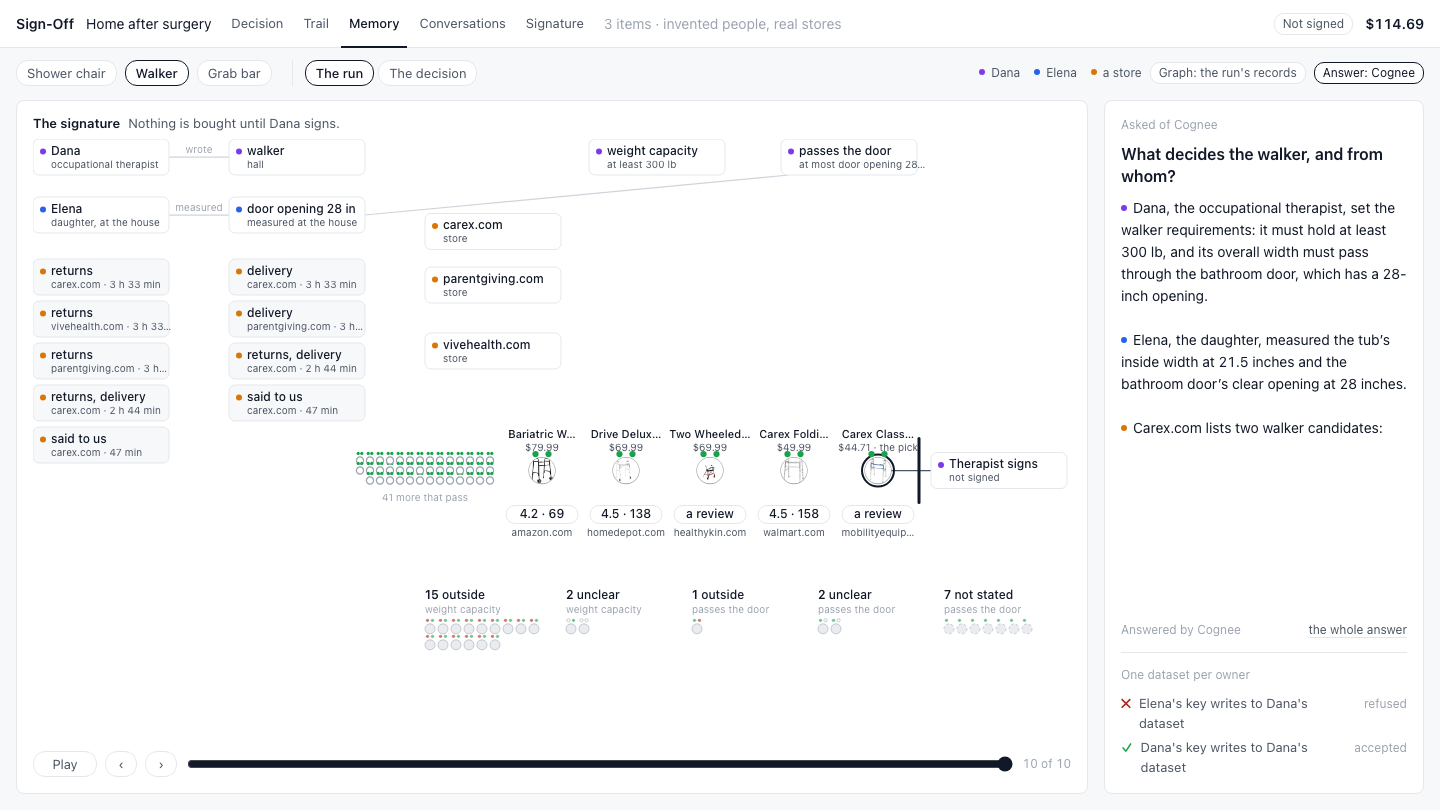 Sign-Off Home after surgery Decision Trail Memory Conversations Signature 3 items · invented people, real stores Not signed $114.69
Shower chair Walker Grab bar The run The decision Dana Elena a store Graph: the run's records Answer: Cognee
The signature Nothing is bought until Dana signs.
Dana
occupational therapist
wrote
walker
hall
weight capacity
at least 300 lb
passes the door
at most door opening 28...
Elena
daughter, at the house
measured
door opening 28 in
measured at the house
carex.com
store
parentgiving.com
store
vivehealth.com
store
returns
carex.com · 3 h 33 min
delivery
carex.com · 3 h 33 min
returns
vivehealth.com · 3 h 33...
delivery
parentgiving.com · 3 h...
returns
parentgiving.com · 3 h...
returns, delivery
carex.com · 2 h 44 min
returns, delivery
carex.com · 2 h 44 min
said to us
carex.com · 47 min
said to us
carex.com · 47 min
41 more that pass
Bariatric W...
$79.99
4.2 · 69
amazon.com
Drive Delux...
$69.99
4.5 · 138
homedepot.com
Two Wheeled...
$69.99
a review
healthykin.com
Carex Foldi...
$49.99
4.5 · 158
walmart.com
Carex Class...
$44.71 · the pick
a review
mobilityequip...
Therapist signs
not signed
15 outside
weight capacity
2 unclear
weight capacity
1 outside
passes the door
2 unclear
passes the door
7 not stated
passes the door
Play ‹ › 10 of 10
Asked of Cognee
What decides the walker, and from
whom?
Dana, the occupational therapist, set the
walker requirements: it must hold at least
300 lb, and its overall width must pass
through the bathroom door, which has a 28-
inch opening.
Elena, the daughter, measured the tub’s
inside width at 21.5 inches and the
bathroom door’s clear opening at 28 inches.
Carex.com lists two walker candidates:
Answered by Cognee the whole answer
One dataset per owner
Elena's key writes to Dana's refused
dataset
Dana's key writes to Dana's accepted
dataset